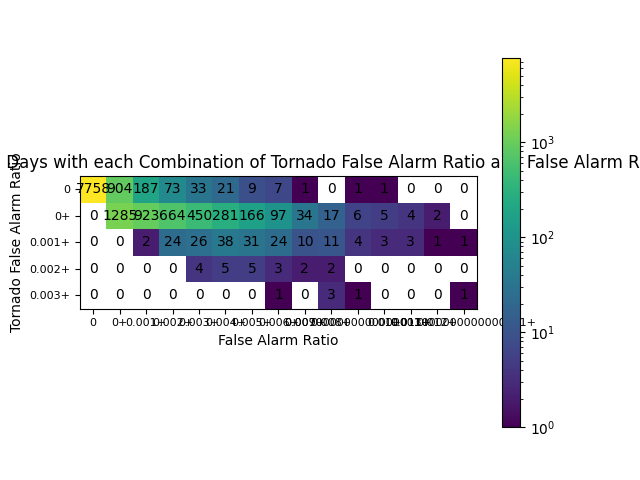 Days with each Combination of Tornado False Alarm Ratio a False Alarm R
Tornado False Alarm Ratio
0 7758 904 187 73 33 21 9 7 1 0 1 1 0 0 0
0+ 0 1285 923 664 450 281 166 97 34 17 6 5 4 2 0
0.001+ 0 0 2 24 26 38 31 24 10 11 4 3 3 1 1
0.002+ 0 0 0 0 4 5 5 3 2 2 0 0 0 0 0
0.003+ 0 0 0 0 0 0 0 1 0 3 1 0 0 0 1
0 0+ 0.001+
False Alarm Ratio
10³
10²
10¹
10⁰